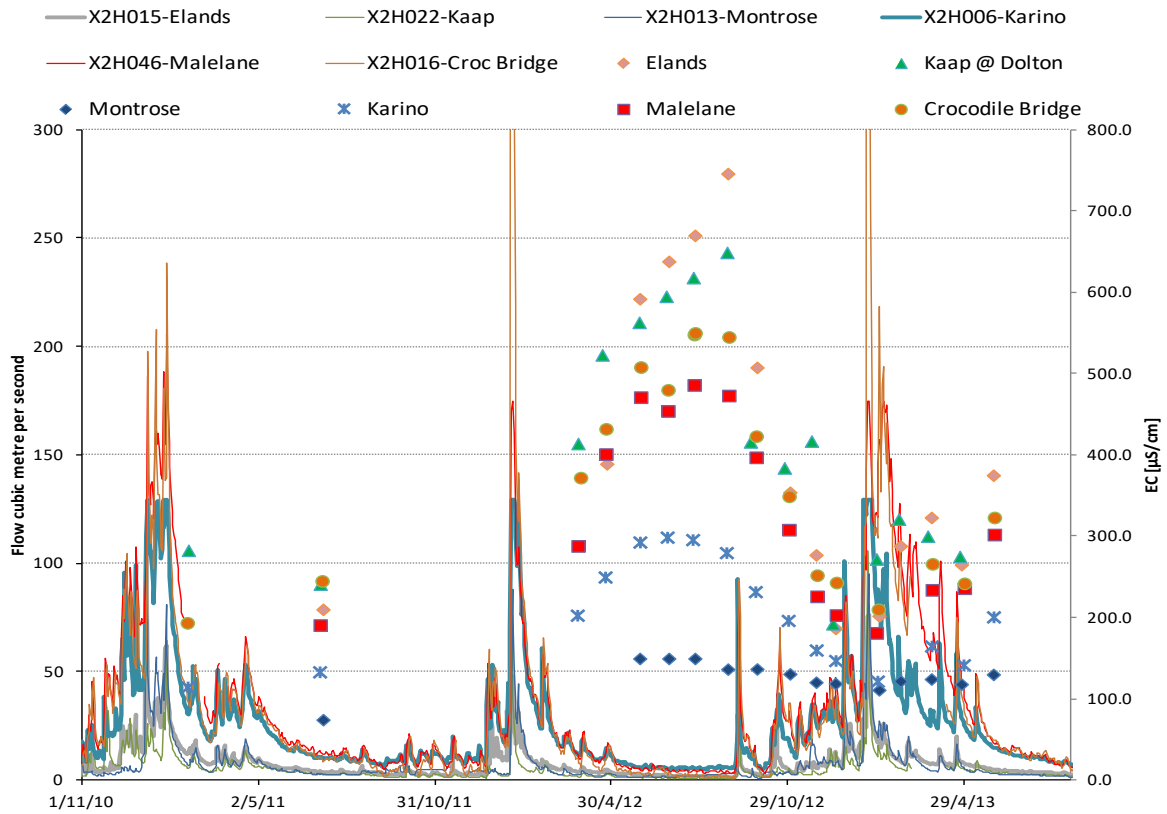 X2H015-Elands X2H022-Kaap X2H013-Montrose X2H006-Karino
X2H046-Malelane X2H016-Croc Bridge Elands Kaap @ Dolton
Montrose Karino Malelane Crocodile Bridge
300 800.0
700.0
250
600.0
200
500.0
Flow cubic metre per second
150 400.0
EC [µS/cm]
300.0
100
200.0
50
100.0
0 0.0
1/11/10 2/5/11 31/10/11 30/4/12 29/10/12 29/4/13